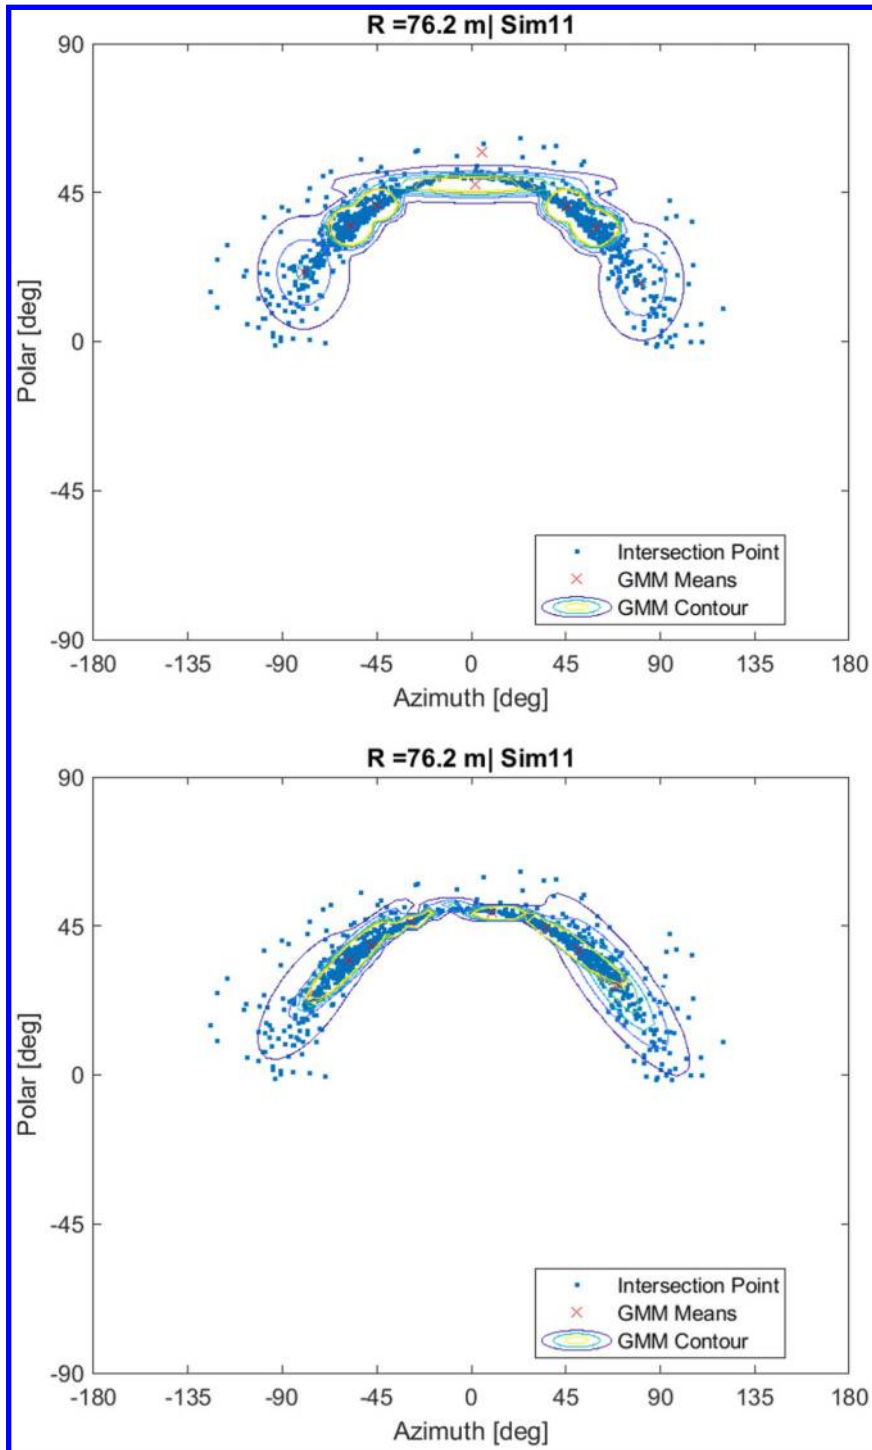 R =76.2 m| Sim11
90
45
0
-45
-90
Polar [deg]
-180 -135 -90 -45 0 45 90 135 180
Azimuth [deg]
Intersection Point
GMM Means
GMM Contour
R =76.2 m| Sim11
90
45
0
-45
-90
Polar [deg]
-180 -135 -90 -45 0 45 90 135 180
Azimuth [deg]
Intersection Point
GMM Means
GMM Contour